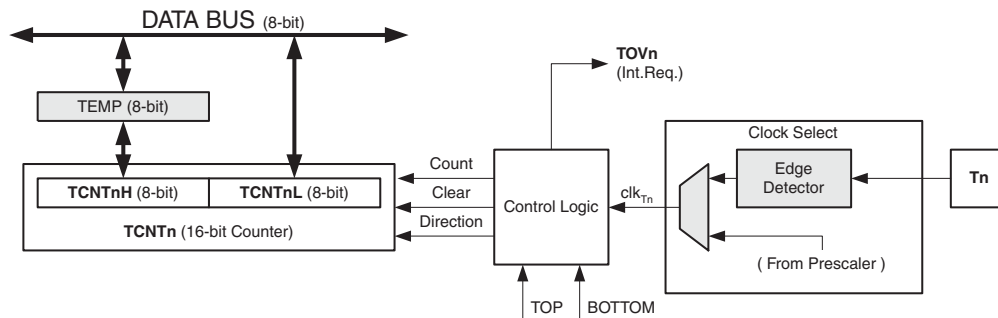 DATA BUS (8-bit)
TOVn
(Int.Req.)
TEMP (8-bit)
Clock Select
Count
Edge
Detector
Tn
TCNTnH (8-bit) TCNTnL (8-bit)
Clear
Control Logic
clkTn
TCNTn (16-bit Counter)
Direction
( From Prescaler )
TOP
BOTTOM